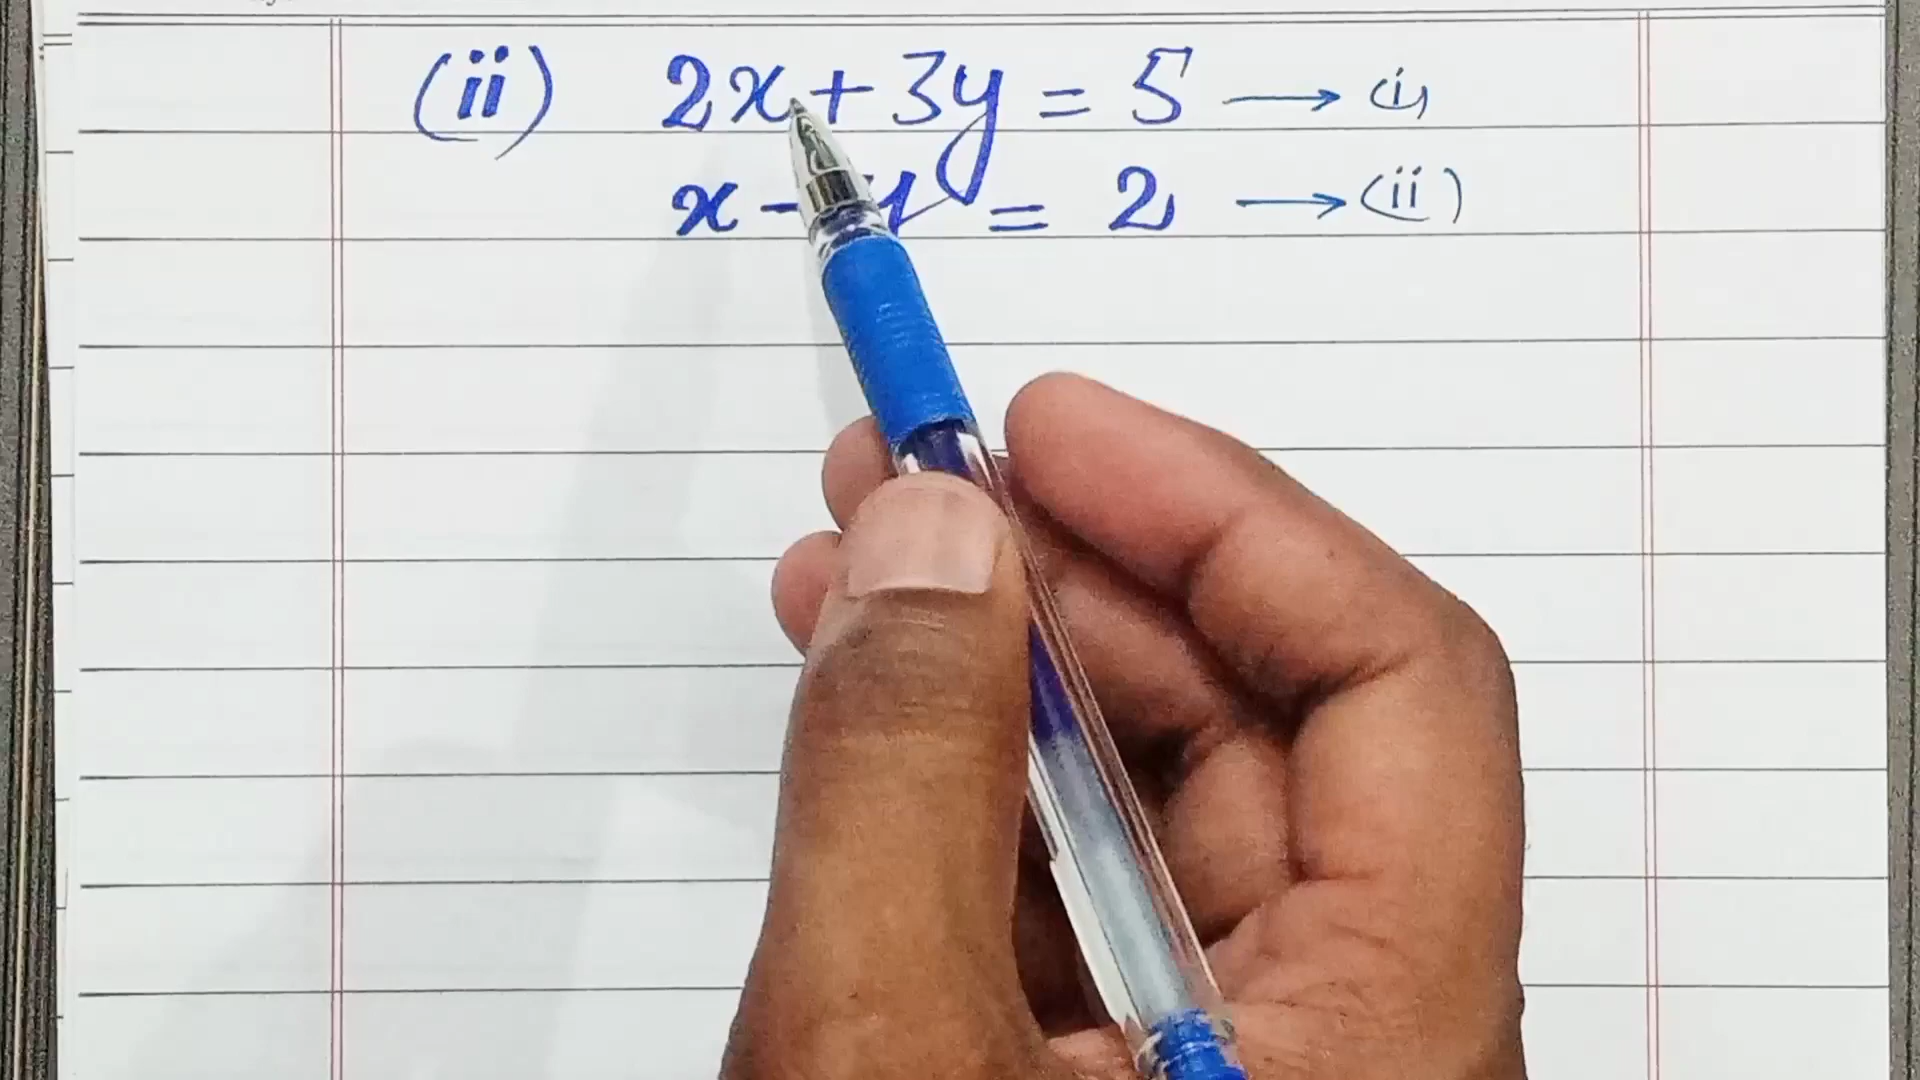 (ii) 2x + 3y = 5 → (i)
x - y = 2 → (ii)